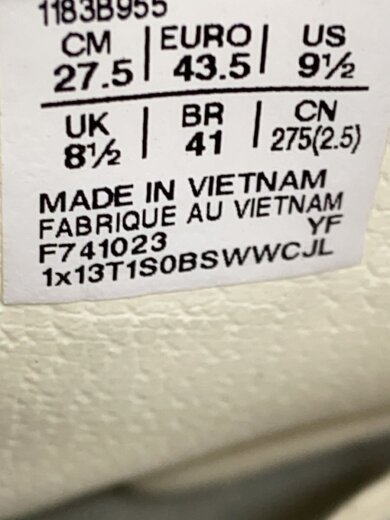 1183B955
CM | EURO | US
27.5 | 43.5 | 9½
UK | BR | CN
8½ | 41 | 275(2.5)
MADE IN VIETNAM
FABRIQUE AU VIETNAM
F741023 YF
1x13T1S0BSWWCJL